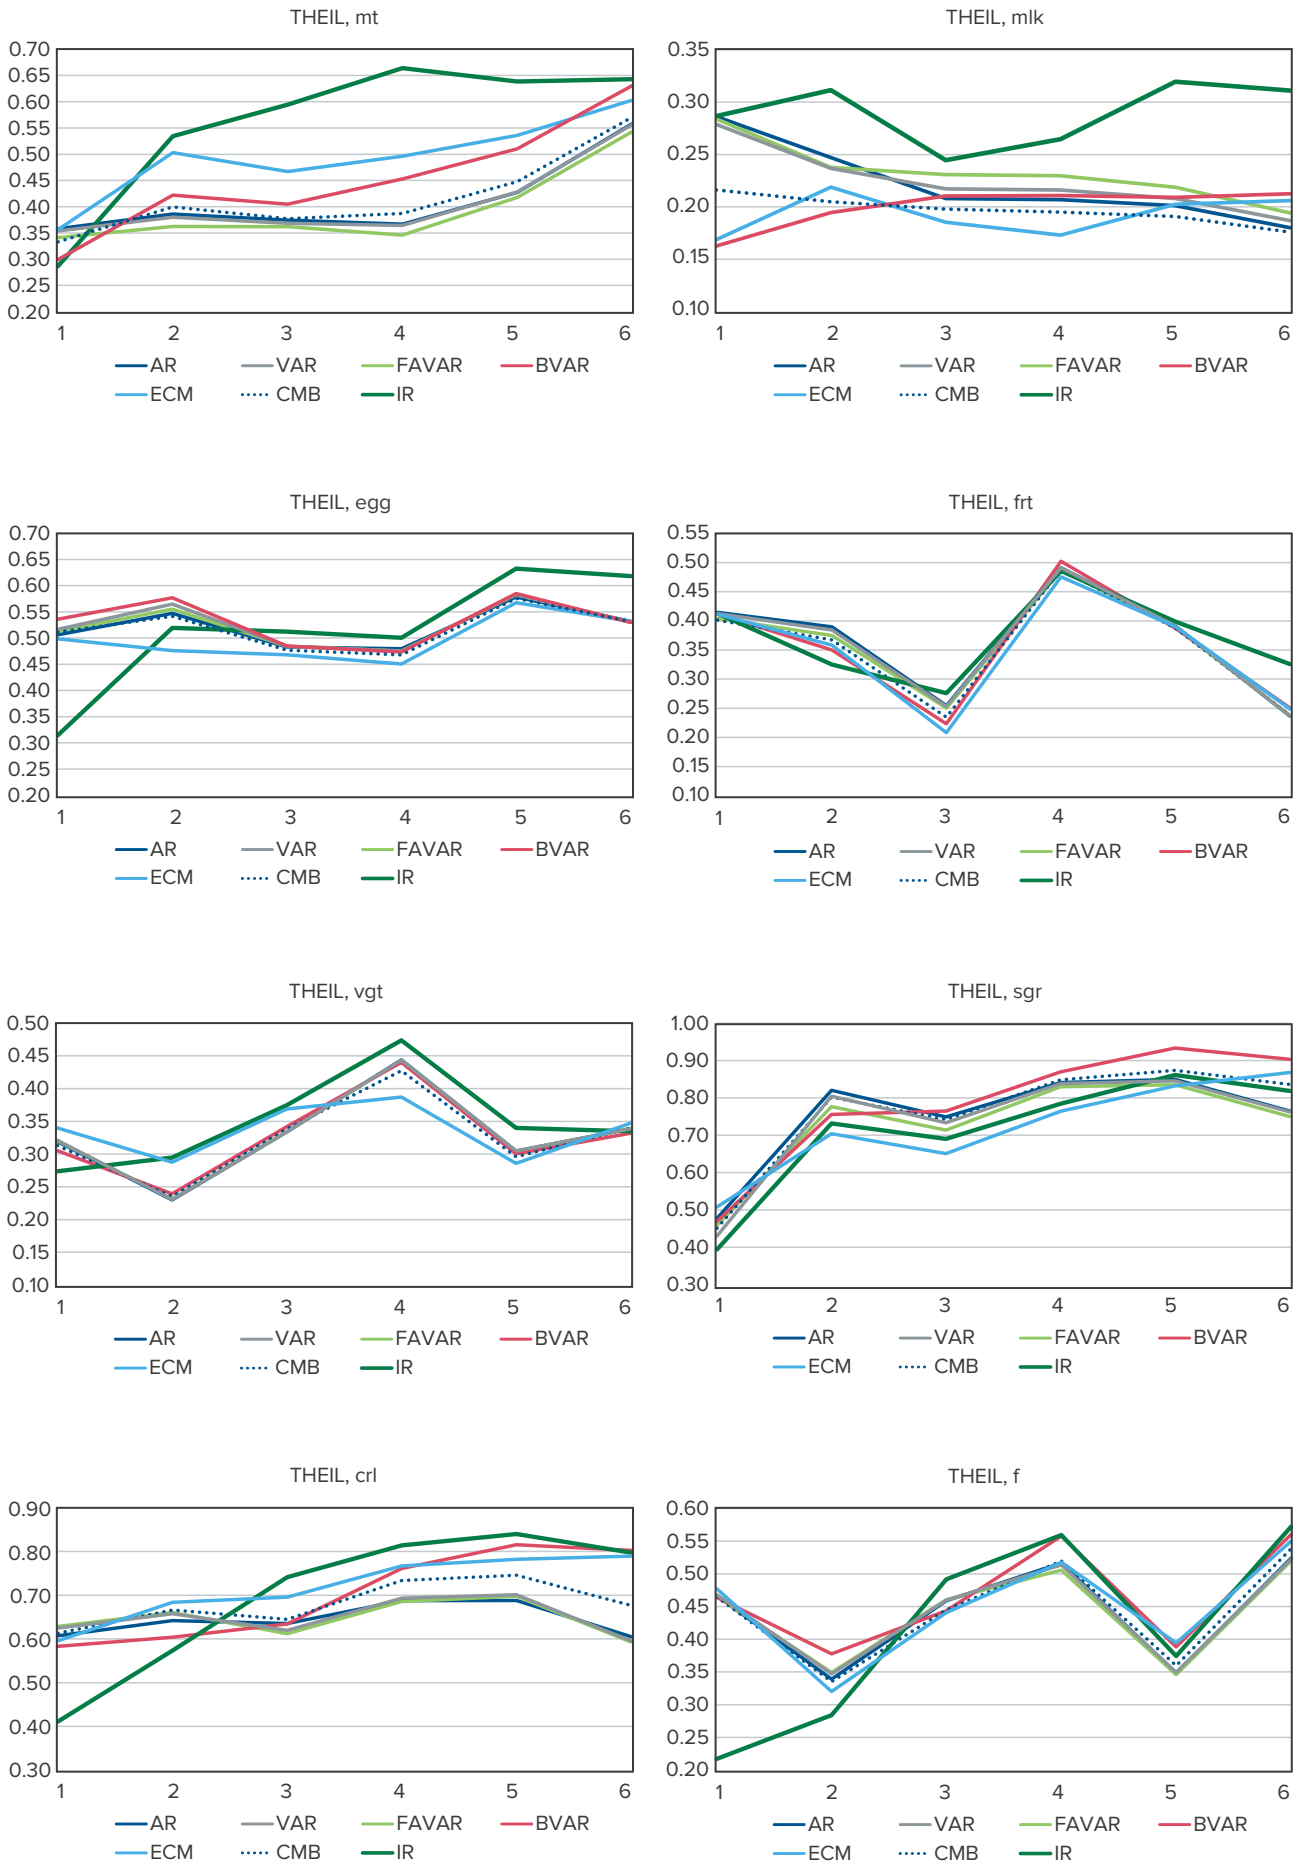 THEIL, mt
0.70
0.65
0.60
0.55
0.50
0.45
0.40
0.35
0.30
0.25
0.20
1 2 3 4 5 6
AR VAR FAVAR BVAR
ECM CMB IR
THEIL, mlk
0.35
0.30
0.25
0.20
0.15
0.10
1 2 3 4 5 6
AR VAR FAVAR BVAR
ECM CMB IR
THEIL, egg
0.70
0.65
0.60
0.55
0.50
0.45
0.40
0.35
0.30
0.25
0.20
1 2 3 4 5 6
AR VAR FAVAR BVAR
ECM CMB IR
THEIL, frt
0.55
0.50
0.45
0.40
0.35
0.30
0.25
0.20
0.15
0.10
1 2 3 4 5 6
AR VAR FAVAR BVAR
ECM CMB IR
THEIL, vgt
0.50
0.45
0.40
0.35
0.30
0.25
0.20
0.15
0.10
1 2 3 4 5 6
AR VAR FAVAR BVAR
ECM CMB IR
THEIL, sgr
1.00
0.90
0.80
0.70
0.60
0.50
0.40
0.30
1 2 3 4 5 6
AR VAR FAVAR BVAR
ECM CMB IR
THEIL, crl
0.90
0.80
0.70
0.60
0.50
0.40
0.30
1 2 3 4 5 6
AR VAR FAVAR BVAR
ECM CMB IR
THEIL, f
0.60
0.55
0.50
0.45
0.40
0.35
0.30
0.25
0.20
1 2 3 4 5 6
AR VAR FAVAR BVAR
ECM CMB IR